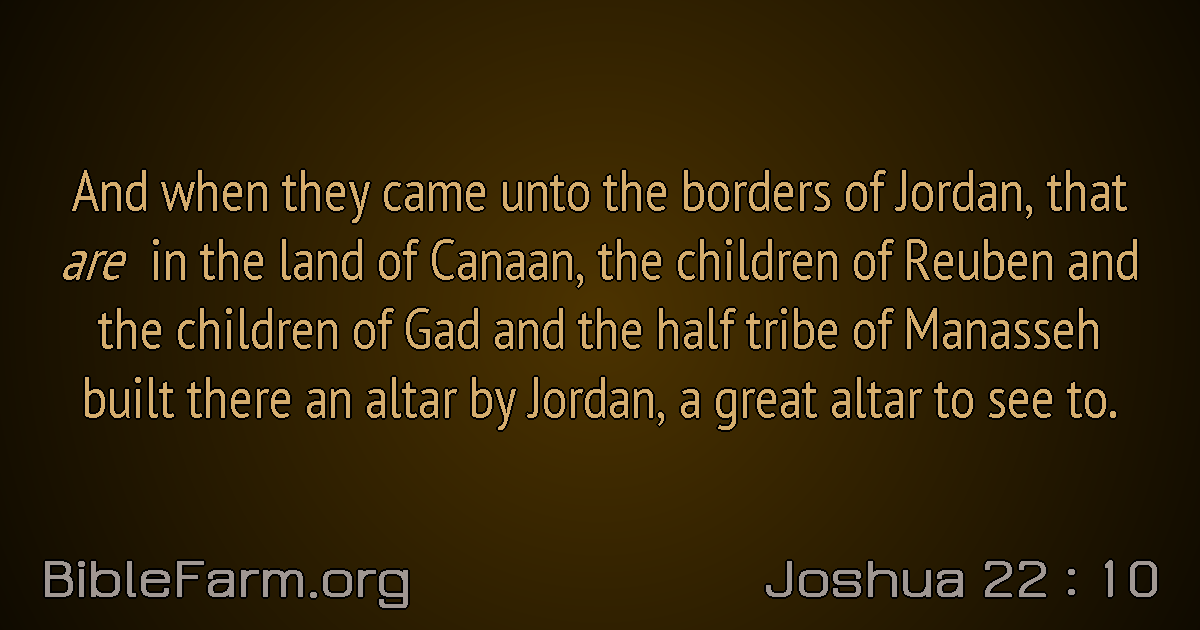 And when they came unto the borders of Jordan, that
are in the land of Canaan, the children of Reuben and
the children of Gad and the half tribe of Manasseh
built there an altar by Jordan, a great altar to see to.
BibleFarm.org
Joshua 22 : 10